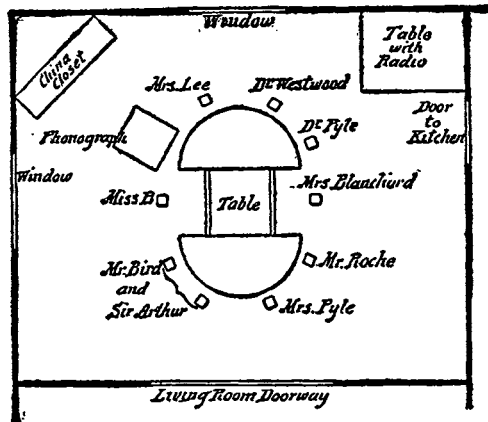 Window
China
Closet
Table
with
Radio
Mrs. Lee
Dr. Westwood
Phonograph
Dr. Pyle
Door
to
Kitchen
Window
Miss B
Table
Mrs. Blanchard
Mr. Bird
and
Sir Arthur
Mr. Roche
Mrs. Pyle
Living Room Doorway